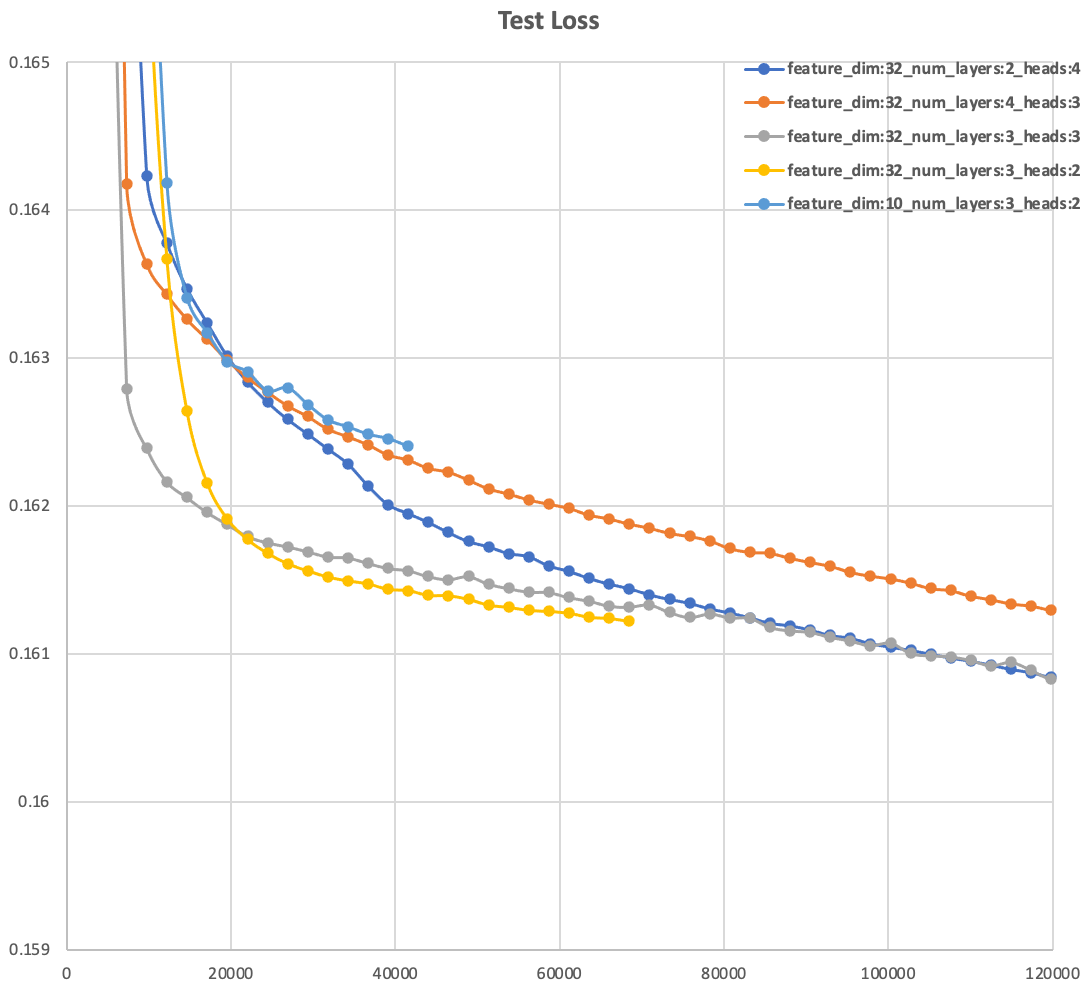 Test Loss
0.165
0.164
0.163
0.162
0.161
0.16
0.159
0
20000
40000
60000
80000
100000
120000
feature_dim:32_num_layers:2_heads:4
feature_dim:32_num_layers:4_heads:3
feature_dim:32_num_layers:3_heads:3
feature_dim:32_num_layers:3_heads:2
feature_dim:10_num_layers:3_heads:2